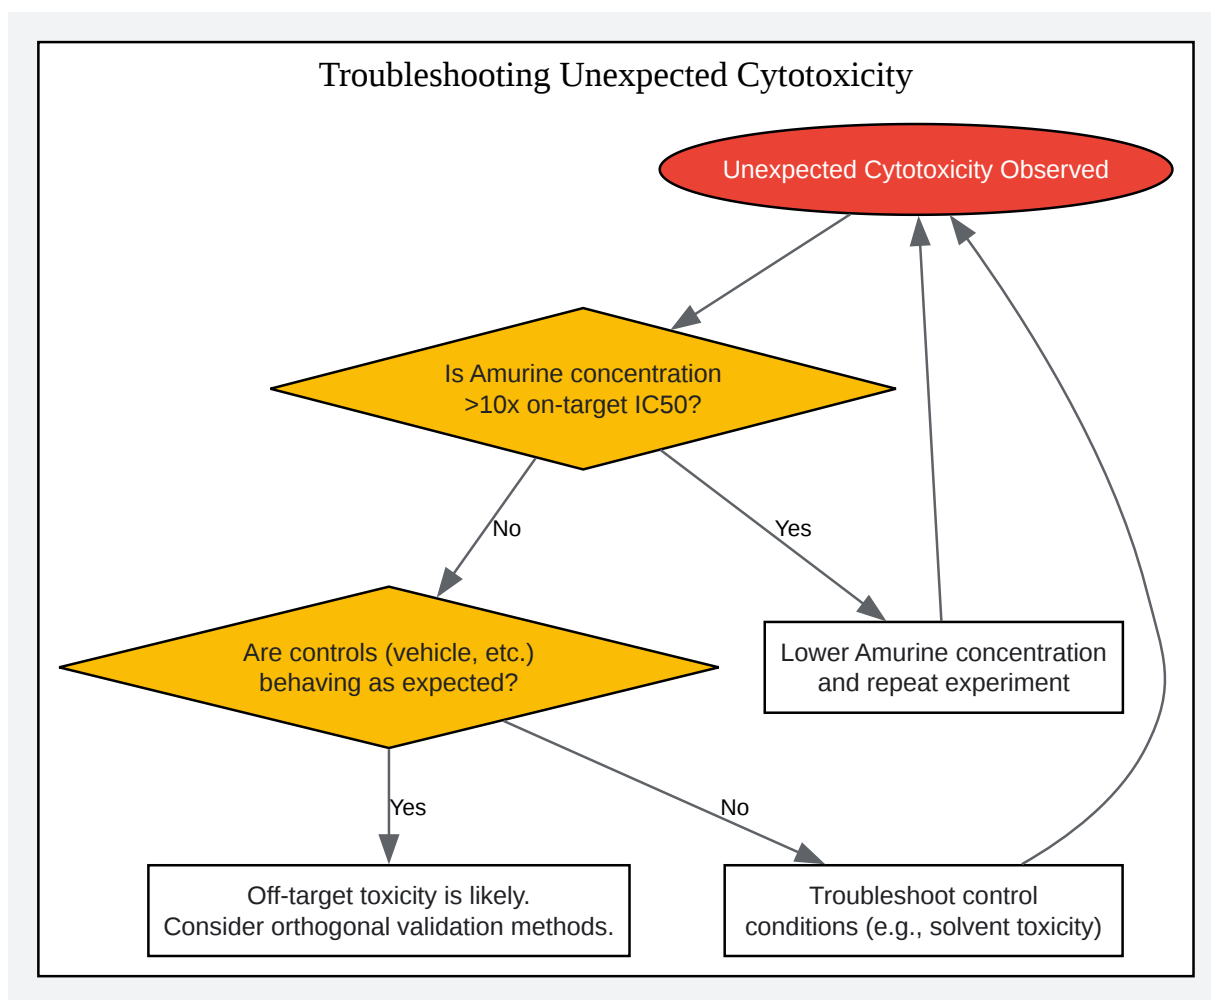 Troubleshooting Unexpected Cytotoxicity
Unexpected Cytotoxicity Observed
Is Amurine concentration
>10x on-target IC50?
No
Yes
Are controls (vehicle, etc.)
behaving as expected?
Lower Amurine concentration
and repeat experiment
Yes
No
Off-target toxicity is likely.
Consider orthogonal validation methods.
Troubleshoot control
conditions (e.g., solvent toxicity)